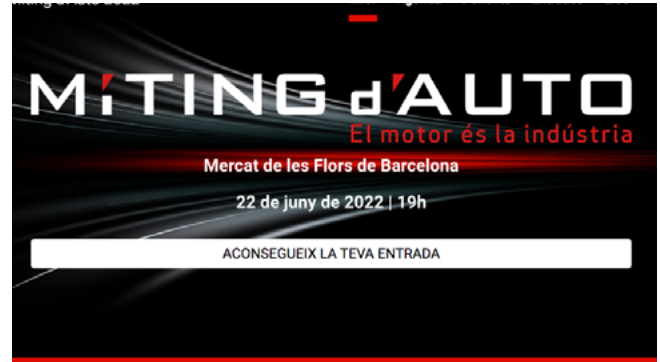 MíTING d'AUTO
El motor és la indústria
Mercat de les Flors de Barcelona
22 de juny de 2022 | 19h
ACONSEGUEIX LA TEVA ENTRADA